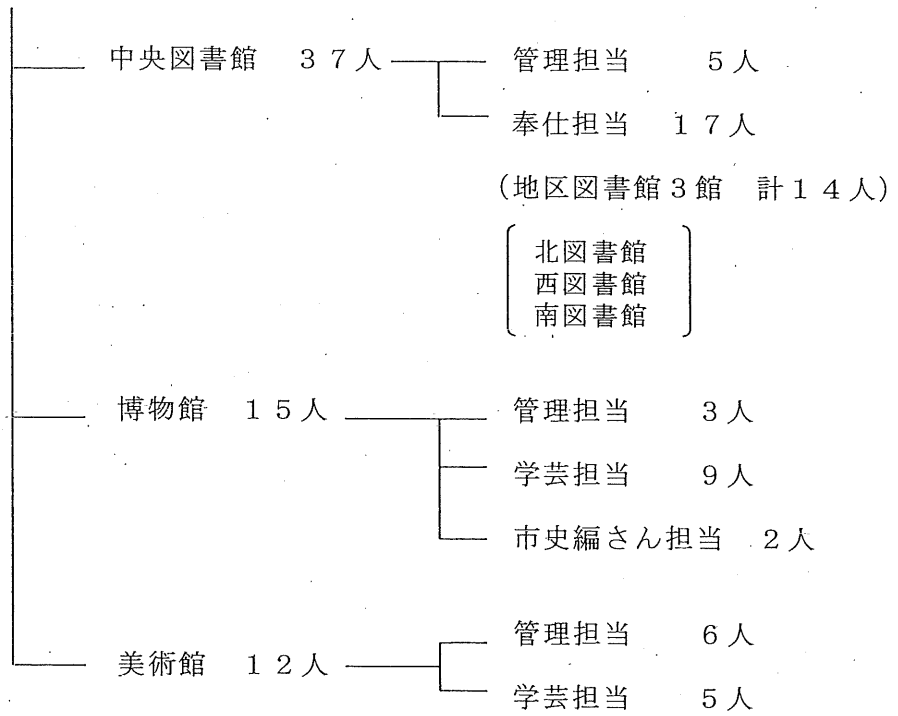 中央図書館　３７人　管理担当　５人
奉仕担当　１７人
（地区図書館３館　計１４人）
北図書館
西図書館
南図書館
博物館　１５人　管理担当　３人
学芸担当　９人
市史編さん担当　２人
管理担当　６人
美術館　１２人
学芸担当　５人